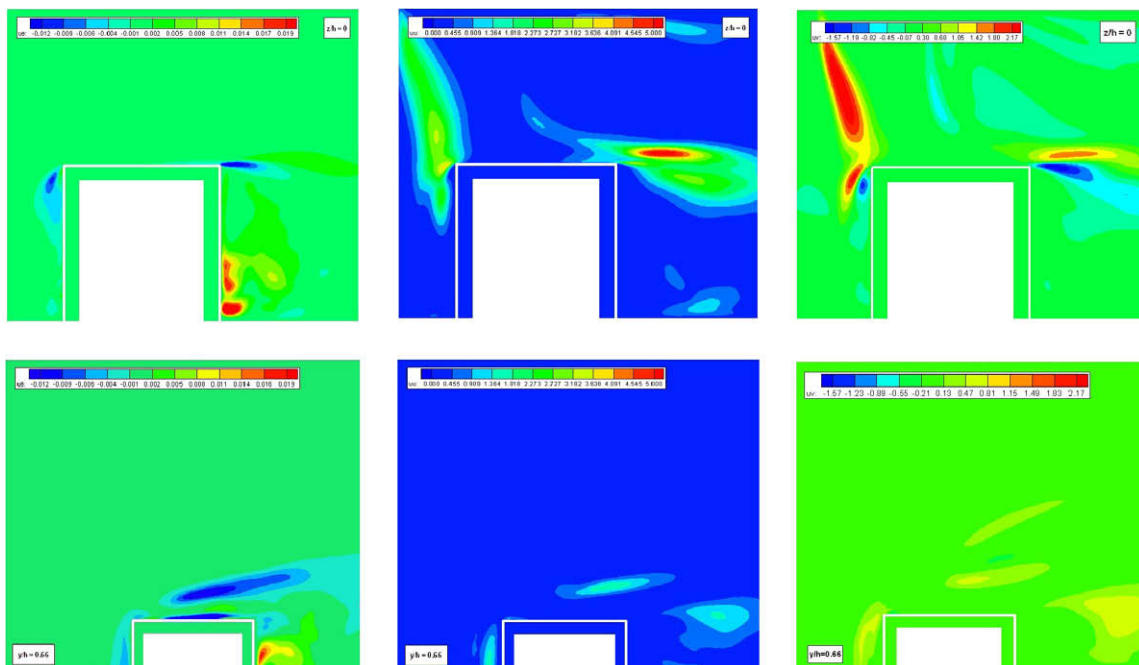 uθ: -0.012 -0.009 -0.006 -0.004 -0.001 0.002 0.005 0.008 0.011 0.014 0.017 0.019
z/h = 0
uu: 0.000 0.455 0.909 1.364 1.818 2.273 2.727 3.182 3.636 4.091 4.545 5.000
z/h = 0
uv: -1.57 -1.19 -0.82 -0.45 -0.07 0.30 0.68 1.05 1.42 1.80 2.17
z/h = 0
uθ: -0.012 -0.009 -0.006 -0.004 -0.001 0.002 0.005 0.008 0.011 0.014 0.016 0.019
y/h = 0.66
uu: 0.000 0.455 0.909 1.364 1.818 2.273 2.727 3.182 3.636 4.091 4.545 5.000
y/h = 0.66
uv: -1.57 -1.23 -0.89 -0.55 -0.21 0.13 0.47 0.81 1.15 1.49 1.83 2.17
y/h=0.66